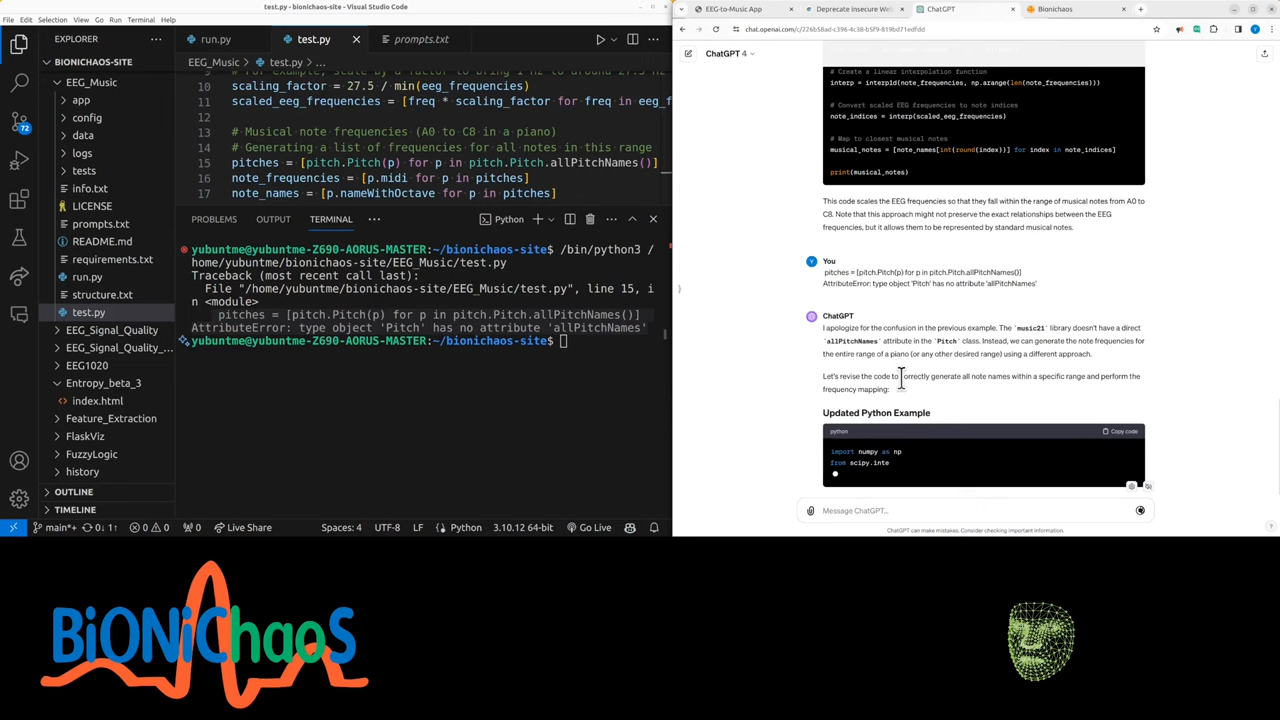 test.py - bionichaos-site - Visual Studio Code
File Edit Selection View Go Run Terminal Help
EXPLORER
BIONICHAOS-SITE
EEG_Music
app
config
data
logs
tests
info.txt
LICENSE
prompts.txt
README.md
requirements.txt
run.py
structure.txt
test.py
EEG_Signal_Quality
EEG_Signal_Quality_b...
EEG1020
Entropy_beta_3
index.html
Feature_Extraction
FlaskViz
FuzzyLogic
history
OUTLINE
TIMELINE
72
run.py
test.py
prompts.txt
EEG_Music > test.py > ...
10 scaling_factor = 27.5 / min(eeg_frequencies)
11 scaled_eeg_frequencies = [freq * scaling_factor for freq in eeg_f
12
13 # Musical note frequencies (A0 to C8 in a piano)
14 # Generating a list of frequencies for all notes in this range
15 pitches = [pitch.Pitch(p) for p in pitch.Pitch.allPitchNames()]
16 note_frequencies = [p.midi for p in pitches]
17 note_names = [p.nameWithOctave for p in pitches]
PROBLEMS OUTPUT TERMINAL ... Python
yubuntme@yubuntme-Z690-AORUS-MASTER:~/bionichaos-site$ /bin/python3 /
home/yubuntme/bionichaos-site/EEG_Music/test.py
Traceback (most recent call last):
File "/home/yubuntme/bionichaos-site/EEG_Music/test.py", line 15, i
n <module>
pitches = [pitch.Pitch(p) for p in pitch.Pitch.allPitchNames()]
AttributeError: type object 'Pitch' has no attribute 'allPitchNames'
yubuntme@yubuntme-Z690-AORUS-MASTER:~/bionichaos-site$
main*+ 0↓ 1↑ 0 0 0 Live Share Spaces: 4 UTF-8 LF Python 3.10.12 64-bit Go Live
EEG-to-Music App
Deprecate insecure Web
ChatGPT
Bionichaos
chat.openai.com/c/226b58ad-c396-4c38-b5f9-819bd71edfdd
ChatGPT 4
# Create a linear interpolation function
interp = interp1d(note_frequencies, np.arange(len(note_frequencies)))
# Convert scaled EEG frequencies to note indices
note_indices = interp(scaled_eeg_frequencies)
# Map to closest musical notes
musical_notes = [note_names[int(round(index))] for index in note_indices]
print(musical_notes)
This code scales the EEG frequencies so that they fall within the range of musical notes from A0 to
C8. Note that this approach might not preserve the exact relationships between the EEG
frequencies, but it allows them to be represented by standard musical notes.
Y You
pitches = [pitch.Pitch(p) for p in pitch.Pitch.allPitchNames()]
AttributeError: type object 'Pitch' has no attribute 'allPitchNames'
ChatGPT
I apologize for the confusion in the previous example. The `music21` library doesn't have a direct
`allPitchNames` attribute in the `Pitch` class. Instead, we can generate the note frequencies for
the entire range of a piano (or any other desired range) using a different approach.
Let's revise the code to correctly generate all note names within a specific range and perform the
frequency mapping:
Updated Python Example
python Copy code
import numpy as np
from scipy.inte
Message ChatGPT...
ChatGPT can make mistakes. Consider checking important information.
BiONiChaoS